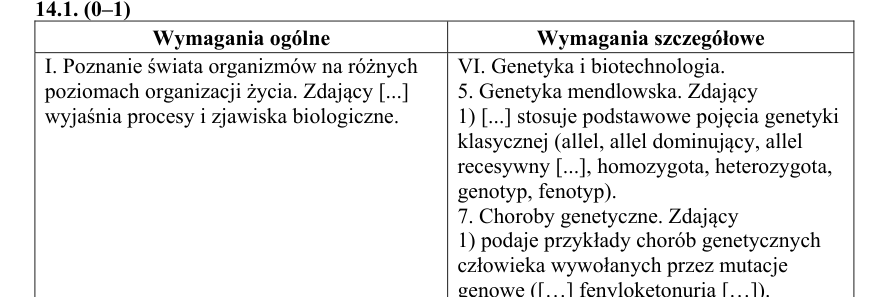 14.1. (0–1)
Wymagania ogólne
Wymagania szczegółowe
I. Poznanie świata organizmów na różnych
poziomach organizacji życia. Zdający [...]
wyjaśnia procesy i zjawiska biologiczne.
VI. Genetyka i biotechnologia.
5. Genetyka mendlowska. Zdający
1) [...] stosuje podstawowe pojęcia genetyki
klasycznej (allel, allel dominujący, allel
recesywny [...], homozygota, heterozygota,
genotyp, fenotyp).
7. Choroby genetyczne. Zdający
1) podaje przykłady chorób genetycznych
człowieka wywołanych przez mutacje
genowe ([…] fenyloketonuria […]).